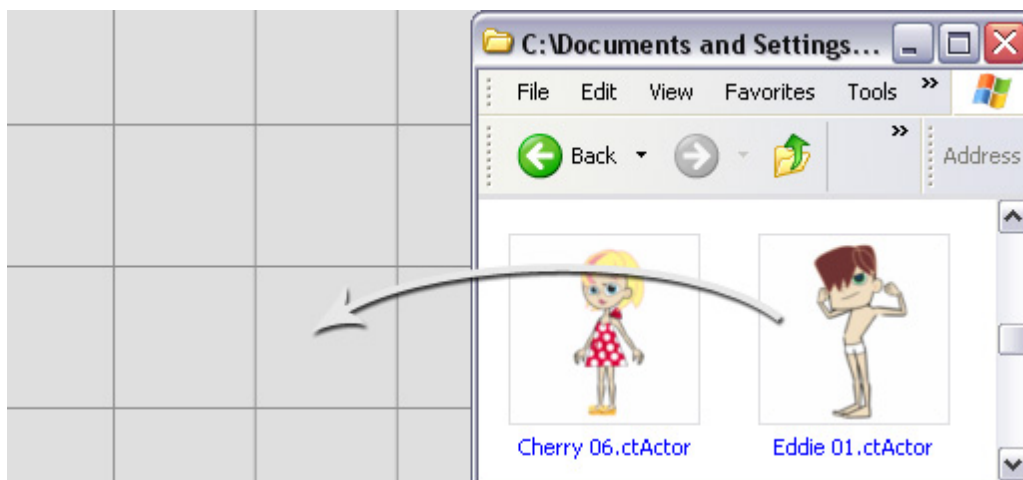 C:\Documents and Settings...
File Edit View Favorites Tools »
Back » Address
Cherry 06.ctActor Eddie 01.ctActor